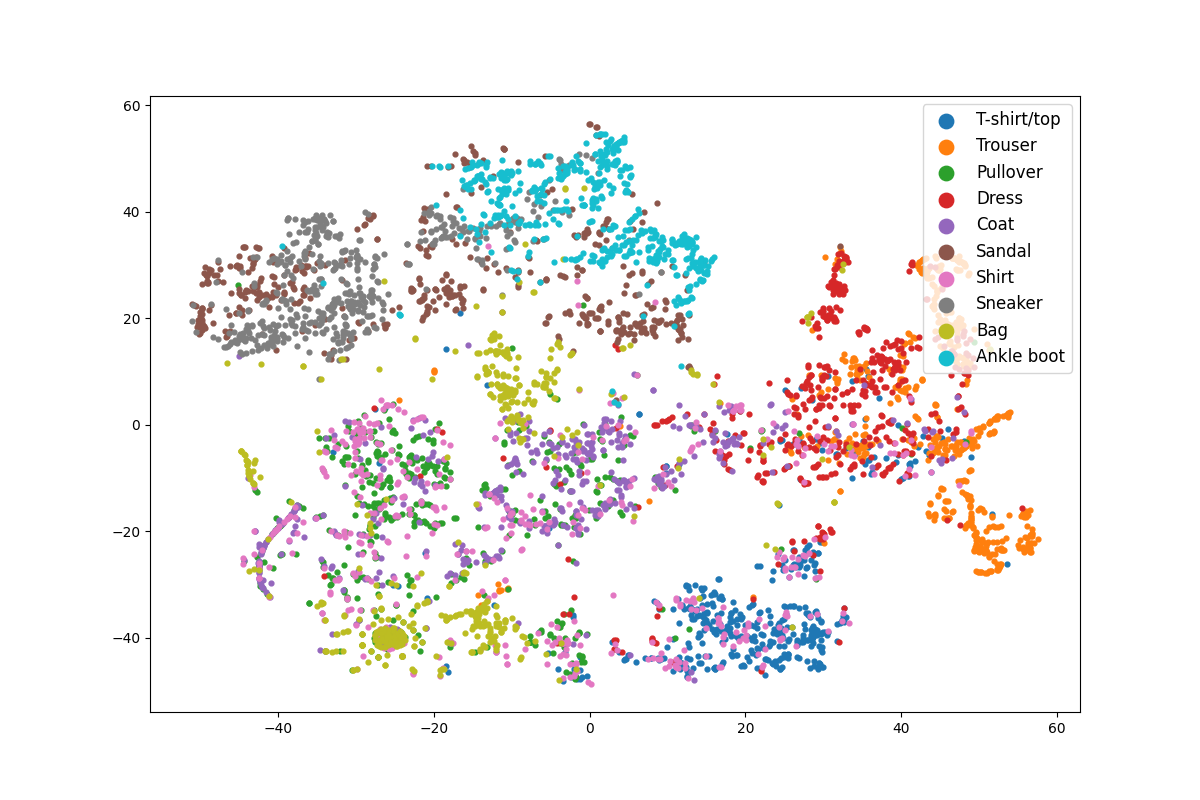 60
40
20
0
−20
−40
−40
−20
0
20
40
60
T-shirt/top
Trouser
Pullover
Dress
Coat
Sandal
Shirt
Sneaker
Bag
Ankle boot